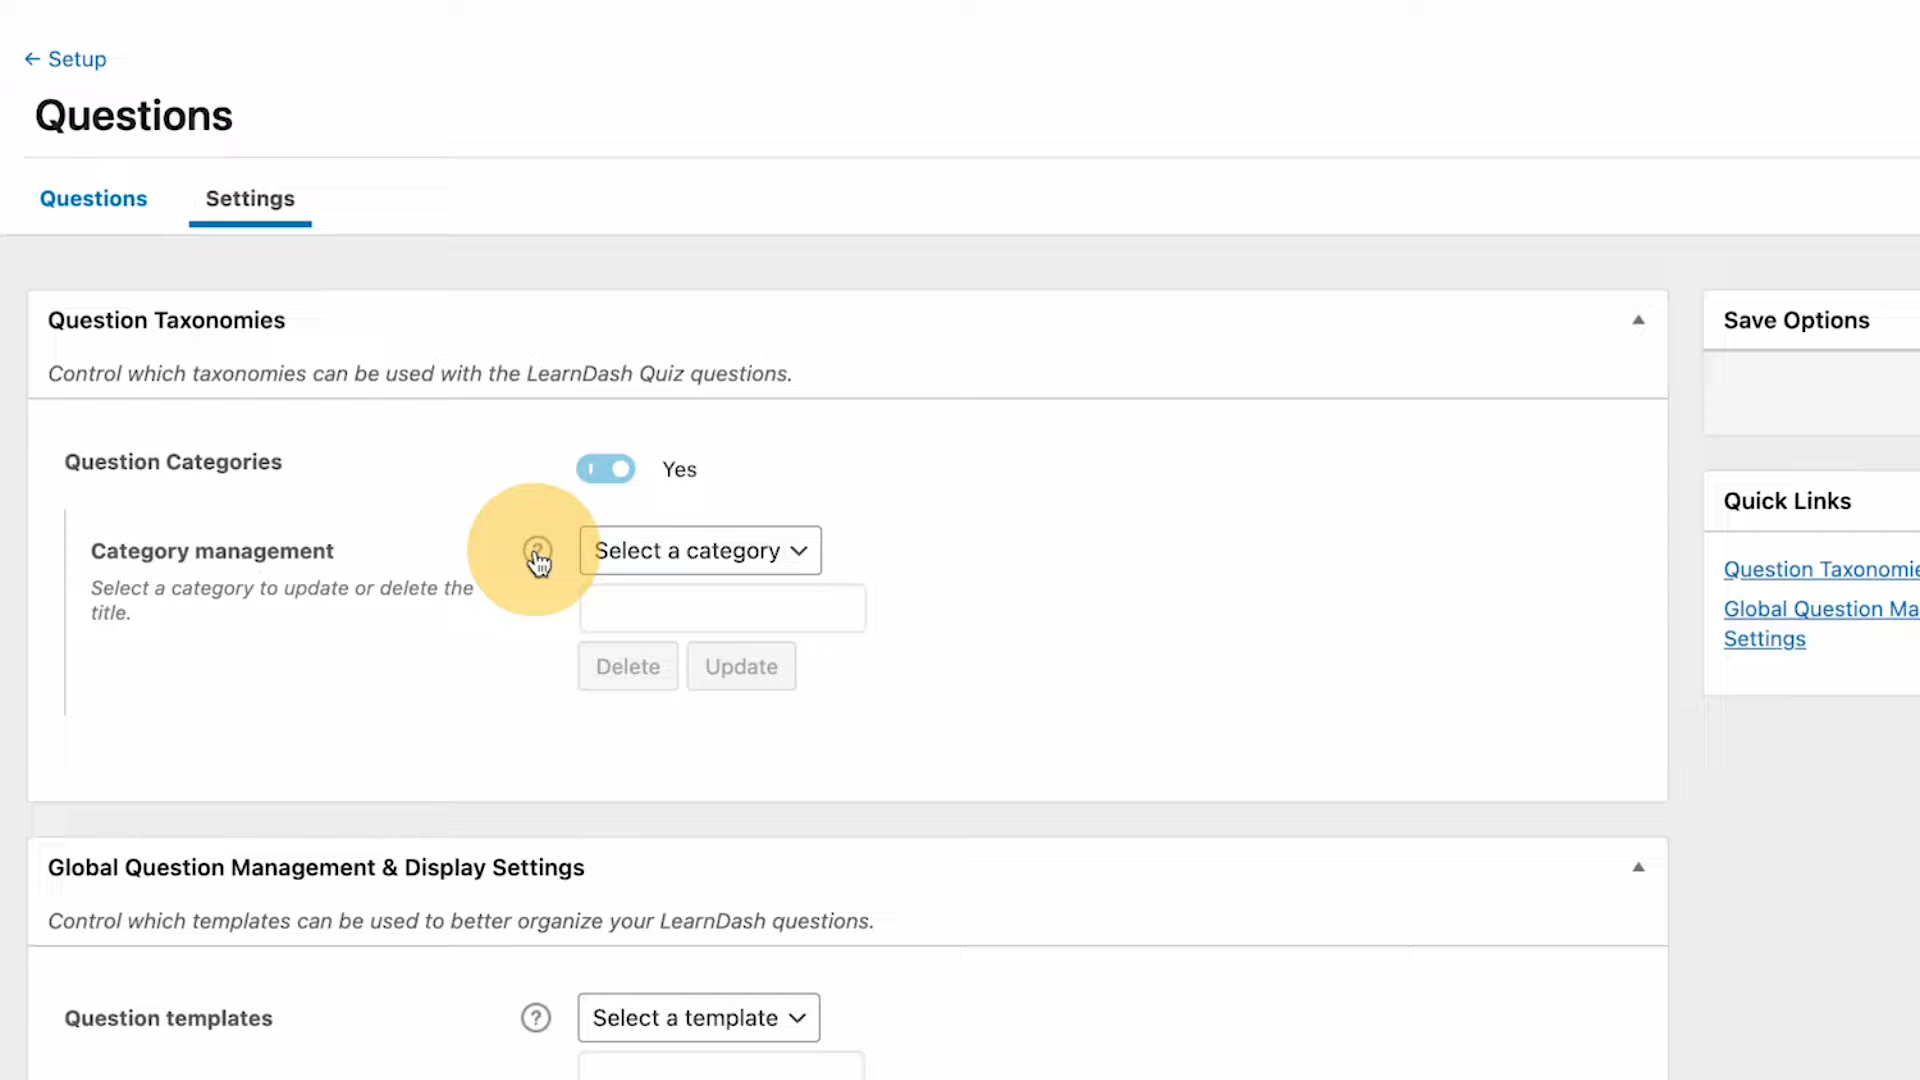 ← Setup
Questions
Questions
Settings
Question Taxonomies
Save Options
Control which taxonomies can be used with the LearnDash Quiz questions.
Question Categories
Yes
Quick Links
Category management
? Select a category
Select a category to update or delete the
title.
Question Taxonomie
Global Question Ma
Settings
Delete
Update
Global Question Management & Display Settings
Control which templates can be used to better organize your LearnDash questions.
Question templates
? Select a template